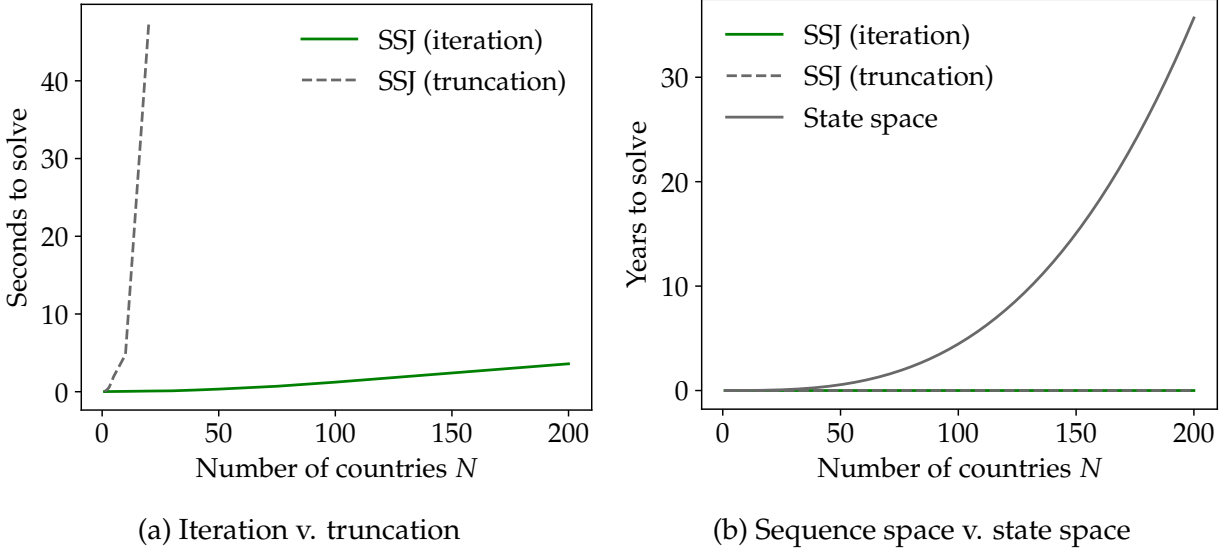 SSJ (iteration)
SSJ (truncation)
Seconds to solve
40
30
20
10
0
0 50 100 150 200
Number of countries N
(a) Iteration v. truncation
SSJ (iteration)
SSJ (truncation)
State space
Years to solve
30
20
10
0
0 50 100 150 200
Number of countries N
(b) Sequence space v. state space